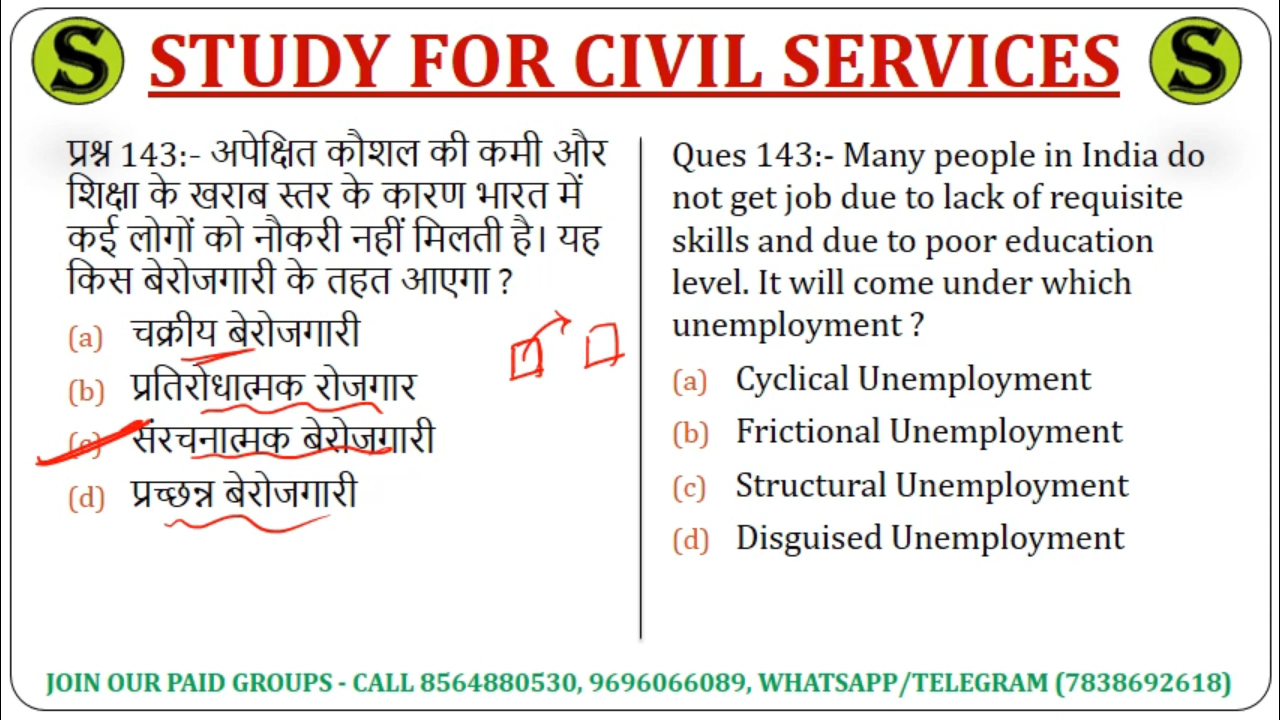 S STUDY FOR CIVIL SERVICES S
प्रश्न 143:- अपेक्षित कौशल की कमी और
शिक्षा के खराब स्तर के कारण भारत में
कई लोगों को नौकरी नहीं मिलती है। यह
किस बेरोजगारी के तहत आएगा ?
(a) चक्रीय बेरोजगारी
(b) प्रतिरोधात्मक रोजगार
(c) संरचनात्मक बेरोजगारी
(d) प्रच्छन्न बेरोजगारी
Ques 143:- Many people in India do
not get job due to lack of requisite
skills and due to poor education
level. It will come under which
unemployment ?
(a) Cyclical Unemployment
(b) Frictional Unemployment
(c) Structural Unemployment
(d) Disguised Unemployment
JOIN OUR PAID GROUPS - CALL 8564880530, 9696066089, WHATSAPP/TELEGRAM (7838692618)